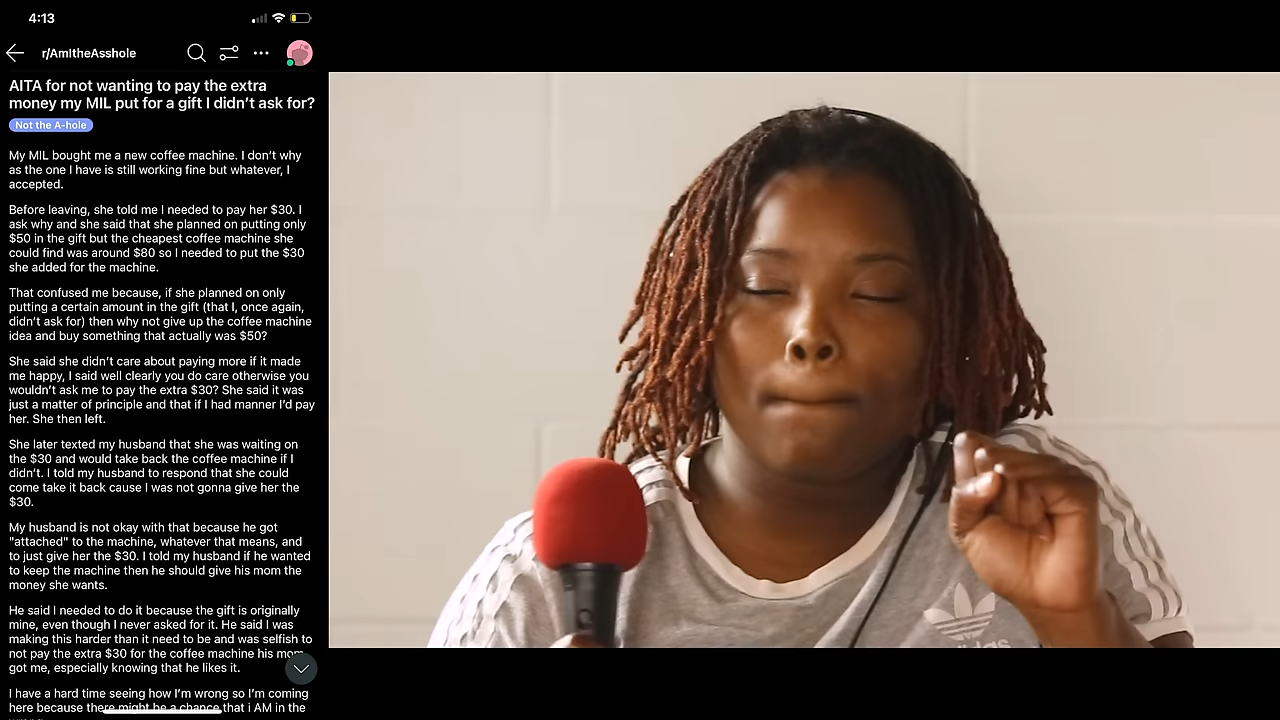 4:13
r/AmItheAsshole
AITA for not wanting to pay the extra
money my MIL put for a gift I didn't ask for?
Not the A-hole
My MIL bought me a new coffee machine. I don't why
as the one I have is still working fine but whatever, I
accepted.
Before leaving, she told me I needed to pay her $30. I
ask why and she said that she planned on putting only
$50 in the gift but the cheapest coffee machine she
could find was around $80 so I needed to put the $30
she added for the machine.
That confused me because, if she planned on only
putting a certain amount in the gift (that I, once again,
didn't ask for) then why not give up the coffee machine
idea and buy something that actually was $50?
She said she didn't care about paying more if it made
me happy, I said well clearly you do care otherwise you
wouldn't ask me to pay the extra $30? She said it was
just a matter of principle and that if I had manner I'd pay
her. She then left.
She later texted my husband that she was waiting on
the $30 and would take back the coffee machine if I
didn't. I told my husband to respond that she could
come take it back cause I was not gonna give her the
$30.
My husband is not okay with that because he got
"attached" to the machine, whatever that means, and
to just give her the $30. I told my husband if he wanted
to keep the machine then he should give his mom the
money she wants.
He said I needed to do it because the gift is originally
mine, even though I never asked for it. He said I was
making this harder than it need to be and was selfish to
not pay the extra $30 for the coffee machine his mom
got me, especially knowing that he likes it.
I have a hard time seeing how I'm wrong so I'm coming
here because there might be a chance that i AM in the
adidas